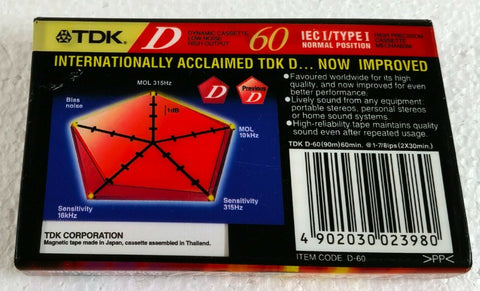 TDK D DYNAMIC CASSETTE LOW NOISE HIGH OUTPUT 60 IEC I/TYPE I NORMAL POSITION HIGH PRECISION CASSETTE MECHANISM
INTERNATIONALLY ACCLAIMED TDK D... NOW IMPROVED
MOL 315Hz
Bias noise
1dB
D
Previous D
MOL 10kHz
Sensitivity 16kHz
Sensitivity 315Hz
TDK CORPORATION
Magnetic tape made in Japan, cassette assembled in Thailand.
●Favoured worldwide for its high
quality, and now improved for even
better performance.
●Lively sound from any equipment:
portable stereos, personal stereos
or home sound systems.
●High-reliability tape maintains quality
sound even after repeated usage.
TDK D-60(90m)60min. @1-7/8ips(2X30min.)
4 902030 023980
ITEM CODE D-60 >PP<